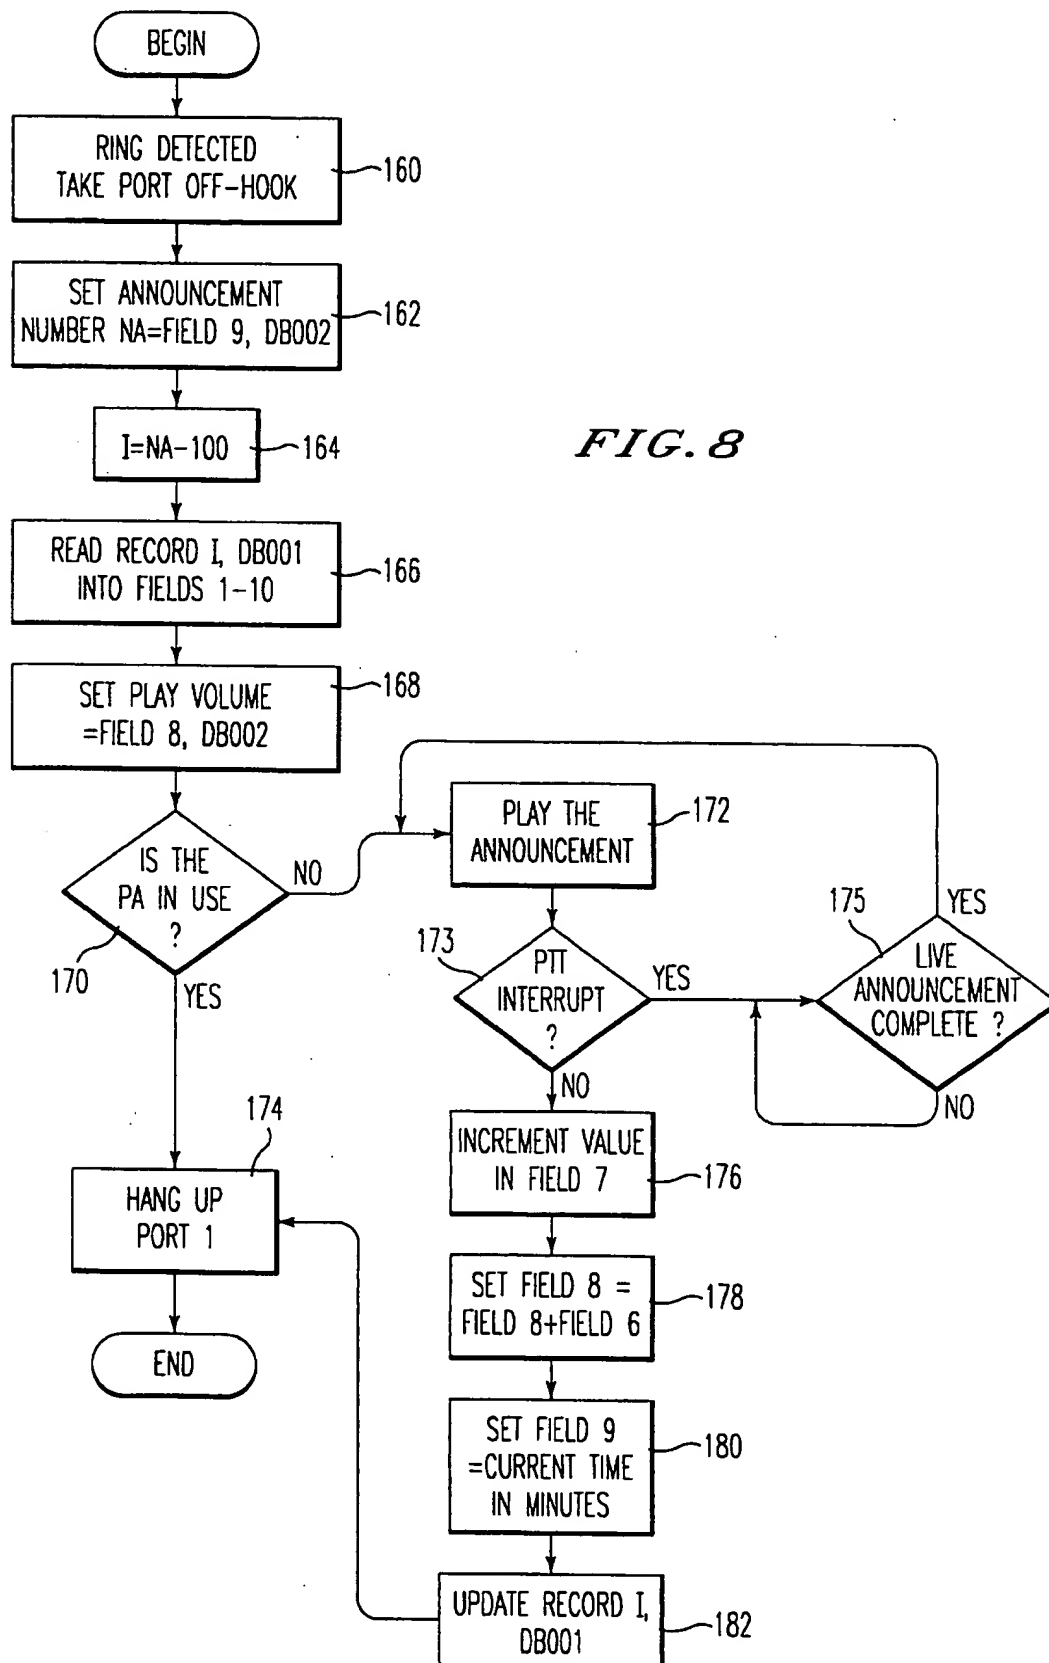 BEGIN
RING DETECTED
TAKE PORT OFF-HOOK
160
SET ANNOUNCEMENT
NUMBER NA=FIELD 9, DB002
162
I=NA-100
164
FIG. 8
READ RECORD I, DB001
INTO FIELDS 1-10
166
SET PLAY VOLUME
=FIELD 8, DB002
168
IS THE
PA IN USE
?
170
NO
YES
PLAY THE
ANNOUNCEMENT
172
173
PTT
INTERRUPT
?
YES
NO
175
YES
LIVE
ANNOUNCEMENT
COMPLETE ?
NO
174
HANG UP
PORT 1
END
INCREMENT VALUE
IN FIELD 7
176
SET FIELD 8 =
FIELD 8+FIELD 6
178
SET FIELD 9
=CURRENT TIME
IN MINUTES
180
UPDATE RECORD I,
DB001
182